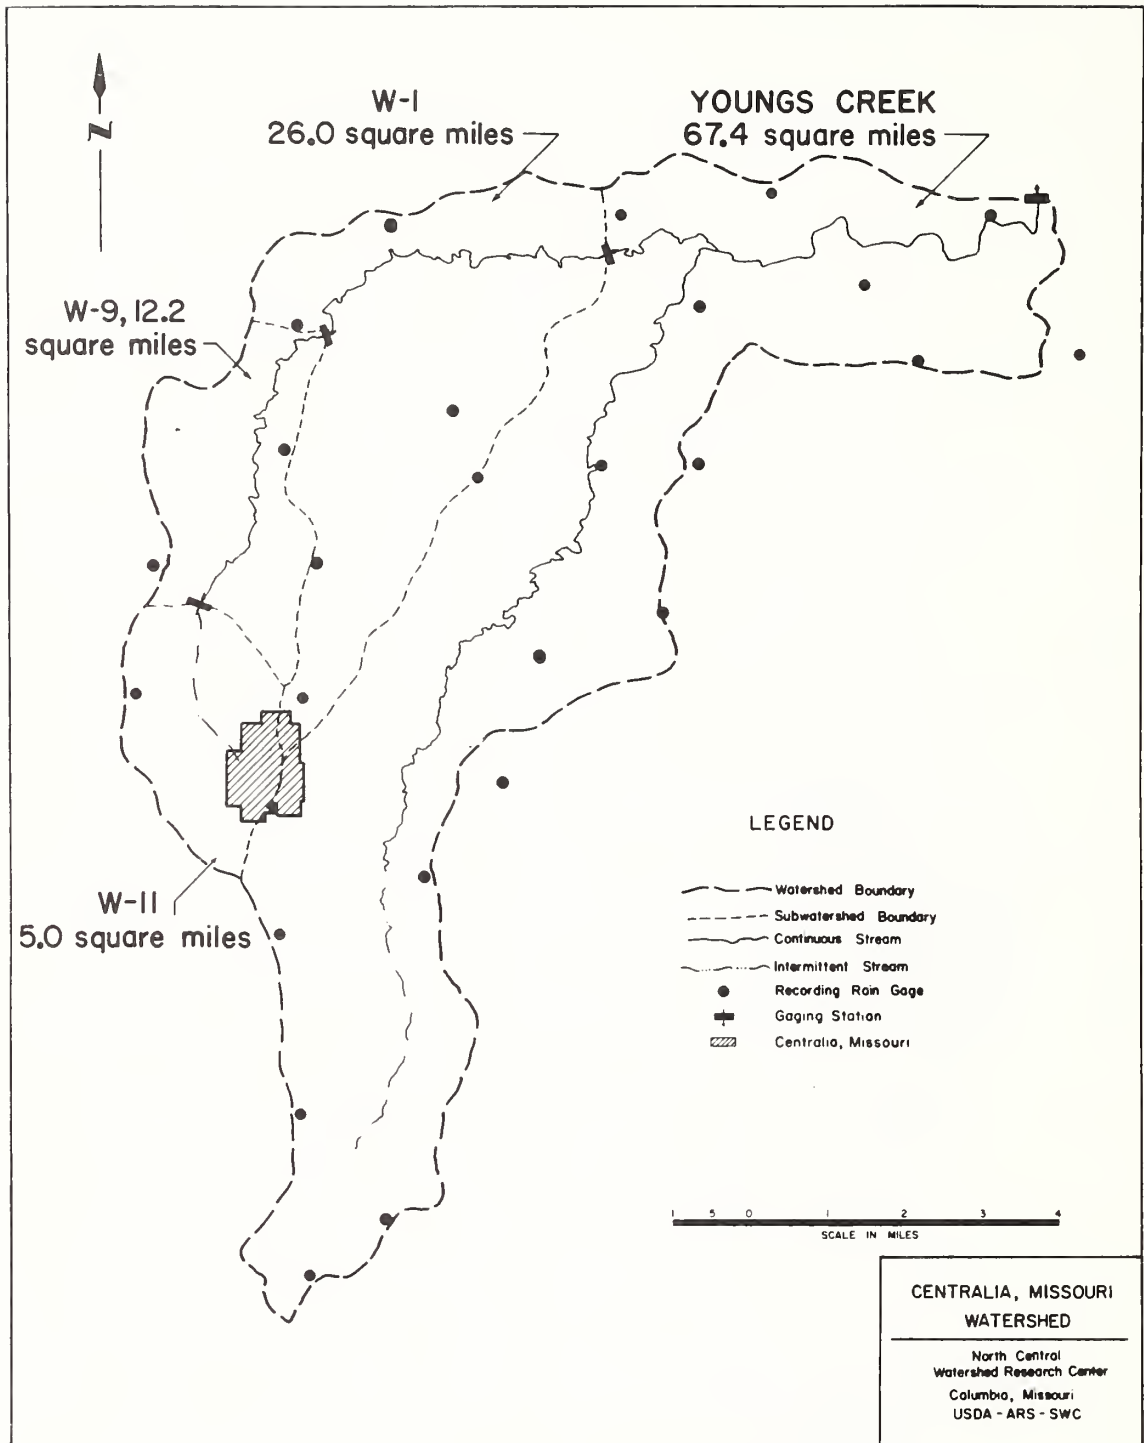 W-1
26.0 square miles
YOUNGS CREEK
67.4 square miles
N
W-9, 12.2
square miles
W-11
5.0 square miles
LEGEND
Watershed Boundary
Subwatershed Boundary
Continuous Stream
Intermittent Stream
Recording Rain Gage
Gaging Station
Centralia, Missouri
1 5 0 1 2 3 4
SCALE IN MILES
CENTRALIA, MISSOURI
WATERSHED
North Central
Watershed Research Center
Columbia, Missouri
USDA - ARS - SWC